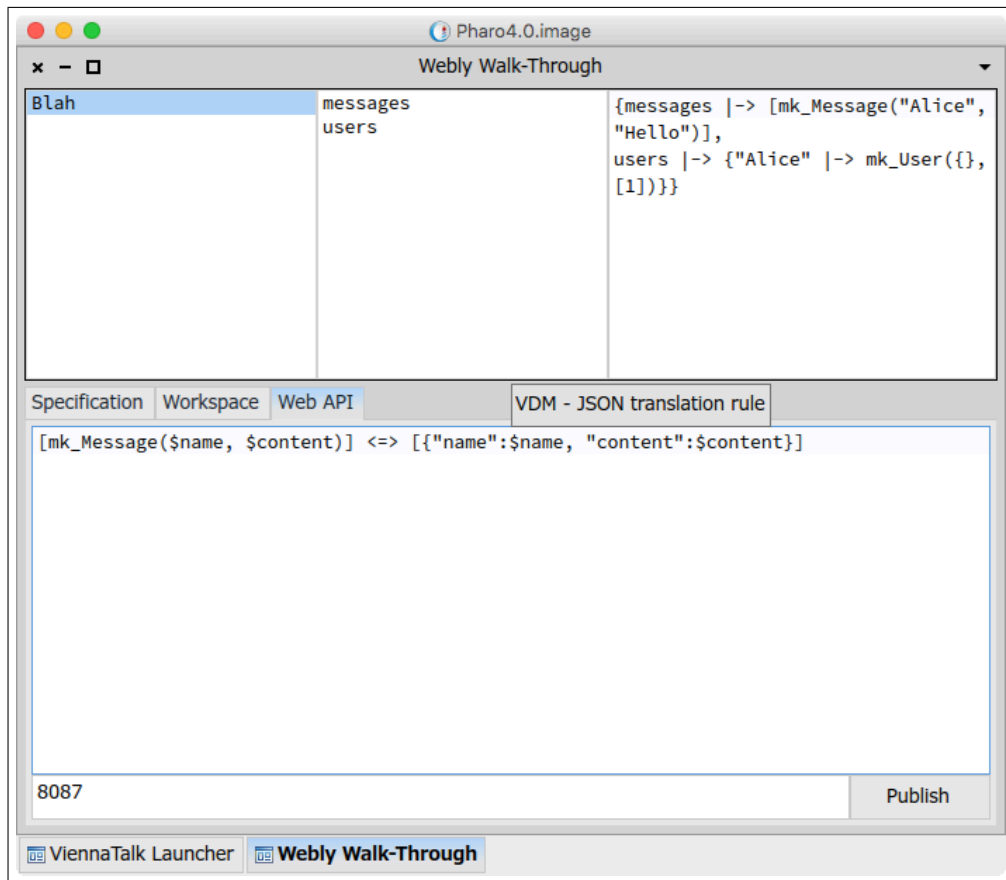 Pharo4.0.image
Webly Walk-Through
Blah
messages
users
{messages |-> [mk_Message("Alice",
"Hello")],
users |-> {"Alice" |-> mk_User({},
[1])}}
Specification Workspace Web API
VDM - JSON translation rule
[mk_Message($name, $content)] <=> [{"name":$name, "content":$content}]
8087
Publish
ViennaTalk Launcher
Webly Walk-Through